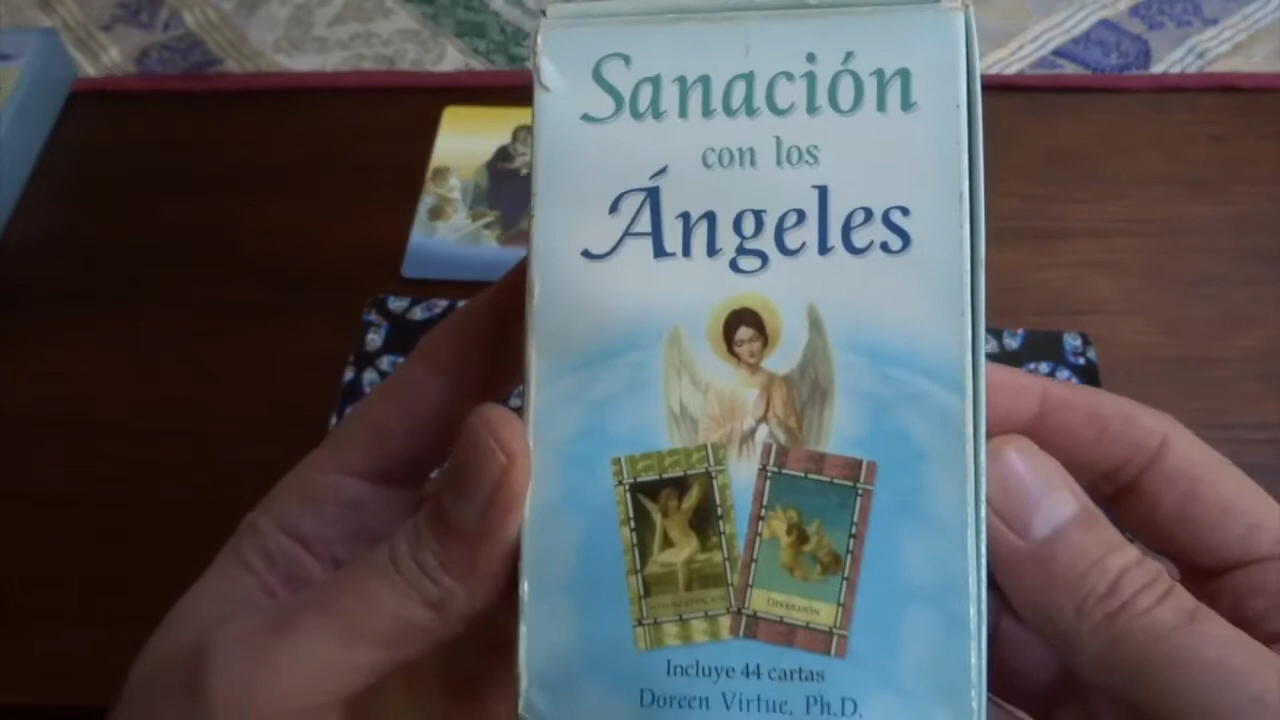 Sanación
con los
Ángeles
DIVERSIÓN
Incluye 44 cartas
Doreen Virtue, Ph.D.